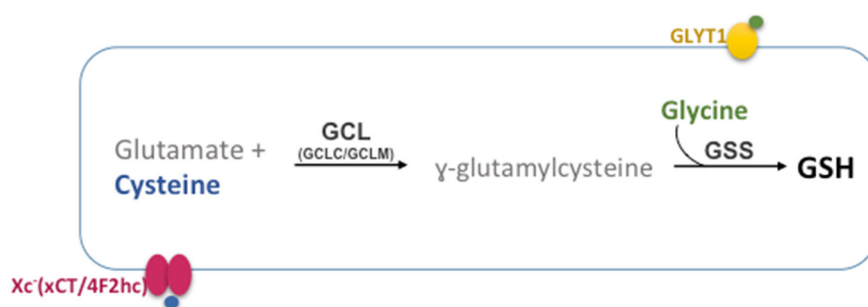 GLYT1
Glycine
GCL
(GCLC/GCLM)
Glutamate +
Cysteine
γ-glutamylcysteine
GSS
GSH
Xc⁻(xCT/4F2hc)